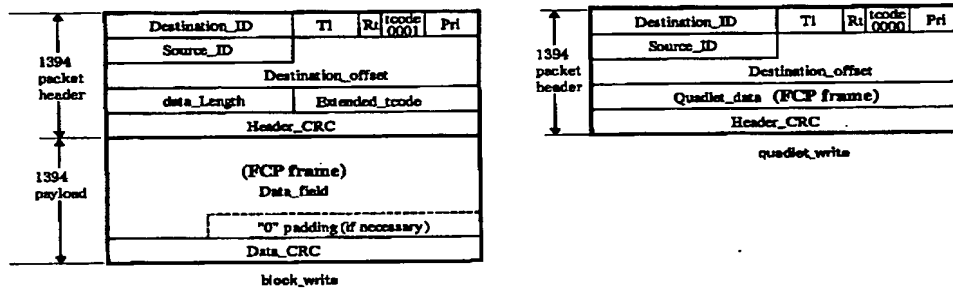 Destination_ID Tl Rt tcode 0001 Pri
Source_ID
Destination_offset
data_Length Extended_tcode
Header_CRC
1394 packet header
(FCP frame)
Data_field
"0" padding (if necessary)
Data_CRC
1394 payload
block_write
Destination_ID Tl Rt tcode 0000 Pri
Source_ID
Destination_offset
Quadlet_data (FCP frame)
Header_CRC
1394 packet header
quadlet_write